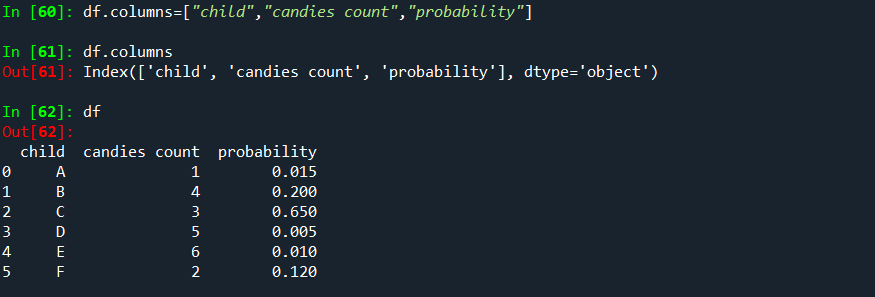 In [60]: df.columns=["child","candies count","probability"]
In [61]: df.columns
Out[61]: Index(['child', 'candies count', 'probability'], dtype='object')
In [62]: df
Out[62]:
child candies count probability
0 A 1 0.015
1 B 4 0.200
2 C 3 0.650
3 D 5 0.005
4 E 6 0.010
5 F 2 0.120